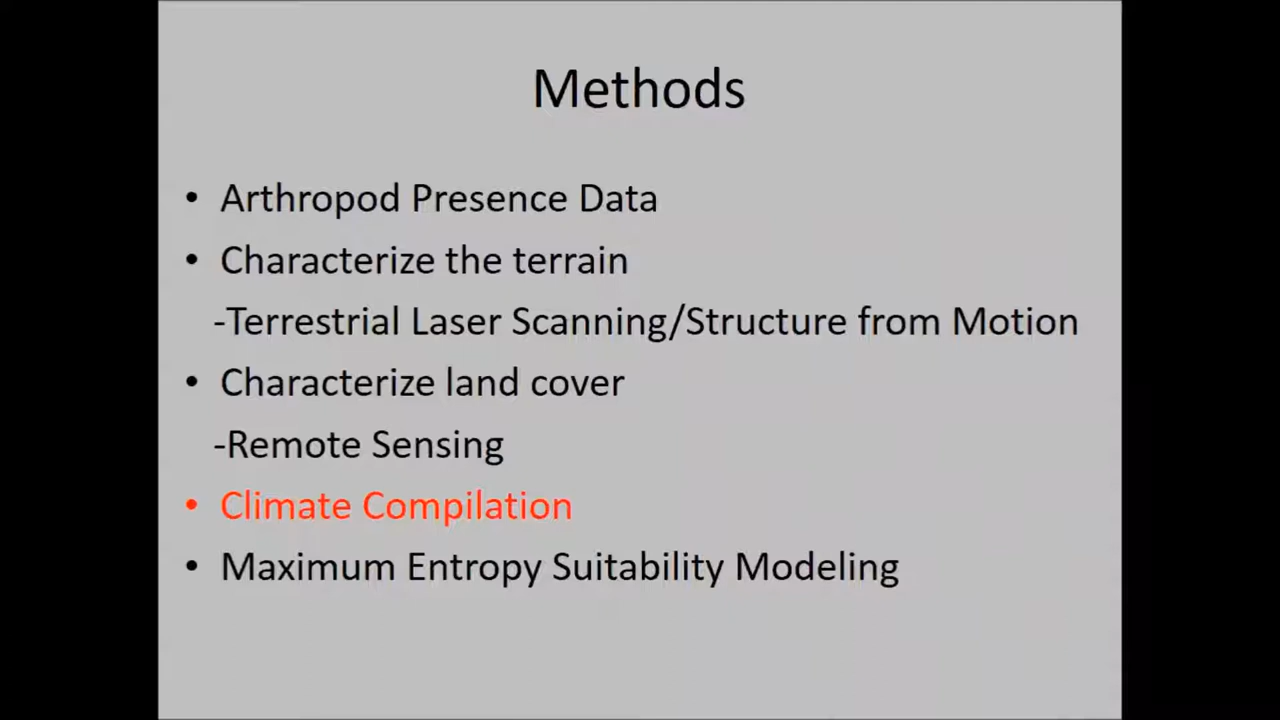 Methods
• Arthropod Presence Data
• Characterize the terrain
-Terrestrial Laser Scanning/Structure from Motion
• Characterize land cover
-Remote Sensing
• Climate Compilation
• Maximum Entropy Suitability Modeling